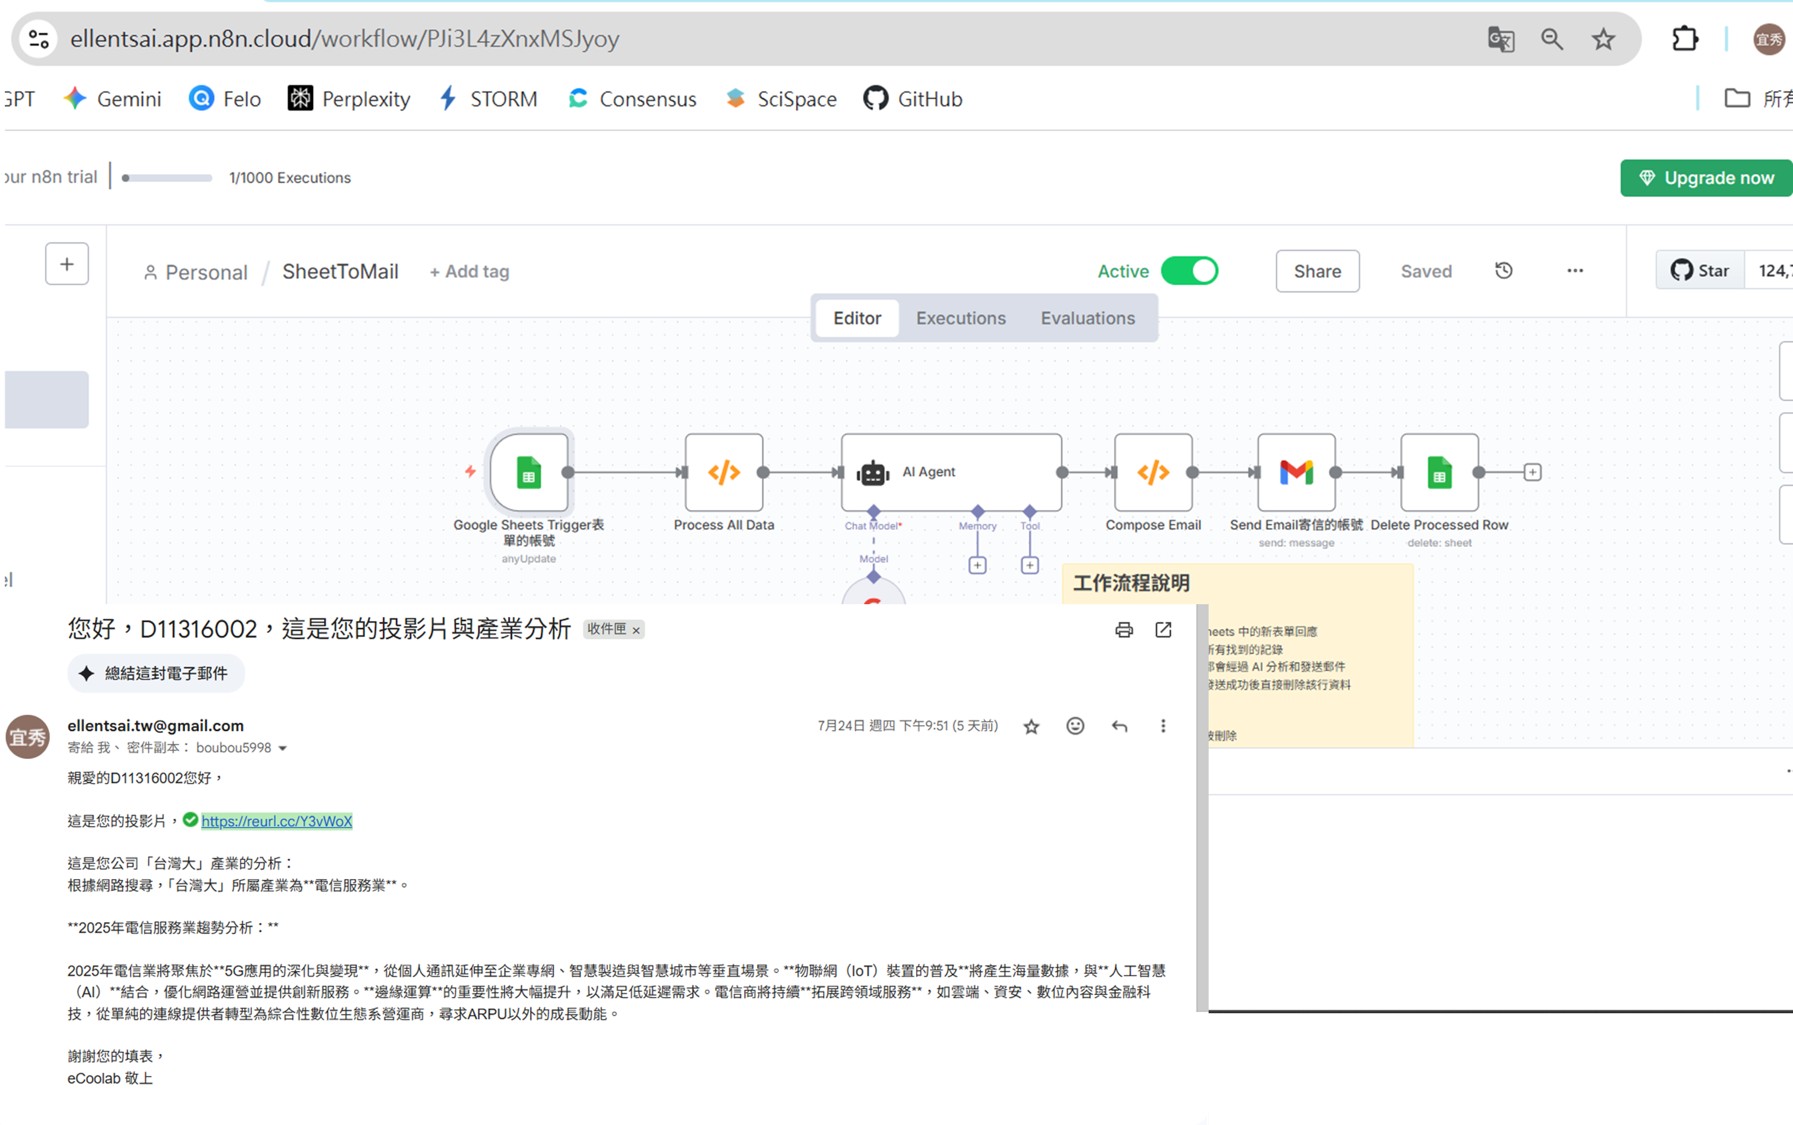 ellentsai.app.n8n.cloud/workflow/PJi3L4zXnxMSJyoy
宜秀
GPT Gemini Felo Perplexity STORM Consensus SciSpace GitHub 所有
our n8n trial 1/1000 Executions Upgrade now
Personal / SheetToMail + Add tag Active Share Saved Star 124,7
Editor Executions Evaluations
AI Agent
Google Sheets Trigger表
單的帳號
anyUpdate
Process All Data
Chat Model* Memory Tool
Model
Compose Email
Send Email寄信的帳號
send: message
Delete Processed Row
delete: sheet
工作流程說明
heets 中的新表單回應
所有找到的記錄
都會經過 AI 分析和發送郵件
發送成功後直接刪除該行資料
被刪除
您好，D11316002，這是您的投影片與產業分析 收件匣 ×
總結這封電子郵件
宜秀
ellentsai.tw@gmail.com 7月24日 週四 下午9:51 (5 天前)
寄給 我、 密件副本： boubou5998
親愛的D11316002您好，
這是您的投影片， https://reurl.cc/Y3vWoX
這是您公司「台灣大」產業的分析：
根據網路搜尋，「台灣大」所屬產業為**電信服務業**。
**2025年電信服務業趨勢分析：**
2025年電信業將聚焦於**5G應用的深化與變現**，從個人通訊延伸至企業專網、智慧製造與智慧城市等垂直場景。**物聯網（IoT）裝置的普及**將產生海量數據，與**人工智慧
（AI）**結合，優化網路運營並提供創新服務。**邊緣運算**的重要性將大幅提升，以滿足低延遲需求。電信商將持續**拓展跨領域服務**，如雲端、資安、數位內容與金融科
技，從單純的連線提供者轉型為綜合性數位生態系營運商，尋求ARPU以外的成長動能。
謝謝您的填表，
eCoolab 敬上